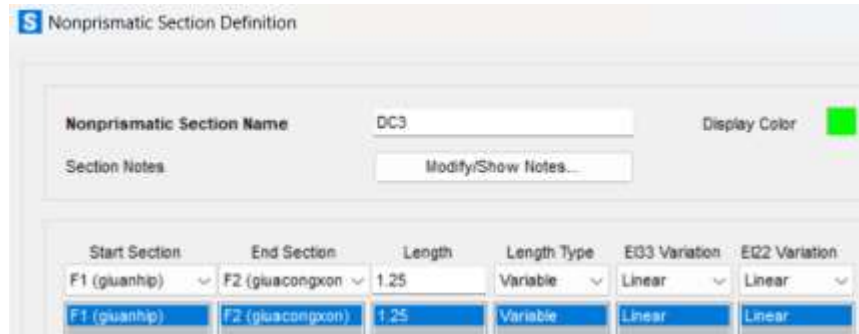 S Nonprismatic Section Definition
Nonprismatic Section Name DC3 Display Color
Section Notes Modify/Show Notes...
Start Section End Section Length Length Type EI33 Variation EI22 Variation
F1 (giuanhip) F2 (giuacongxon 1.25 Variable Linear Linear
F1 (giuanhip) F2 (giuacongxon) 1.25 Variable Linear Linear